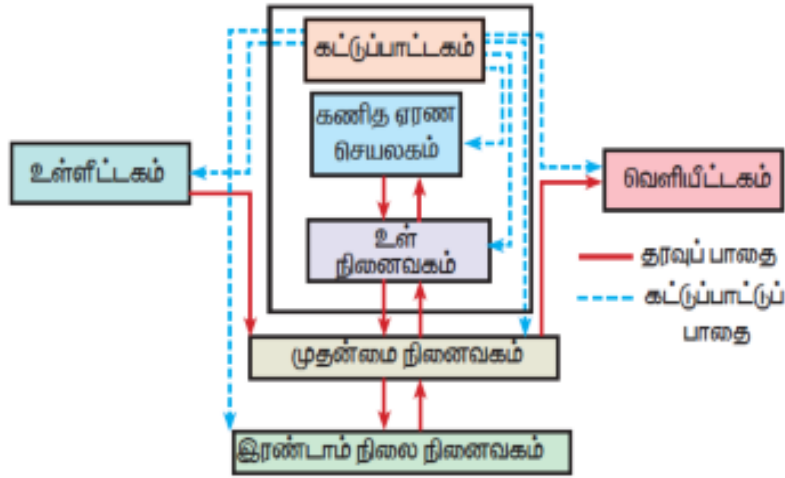 கட்டுப்பாட்டகம்
கணித ஏரண
செயலகம்
உள்ளீட்டகம்
வெளியீட்டகம்
உள்
நினைவகம்
தரவுப் பாதை
கட்டுப்பாட்டுப்
பாதை
முதன்மை நினைவகம்
இரண்டாம் நிலை நினைவகம்